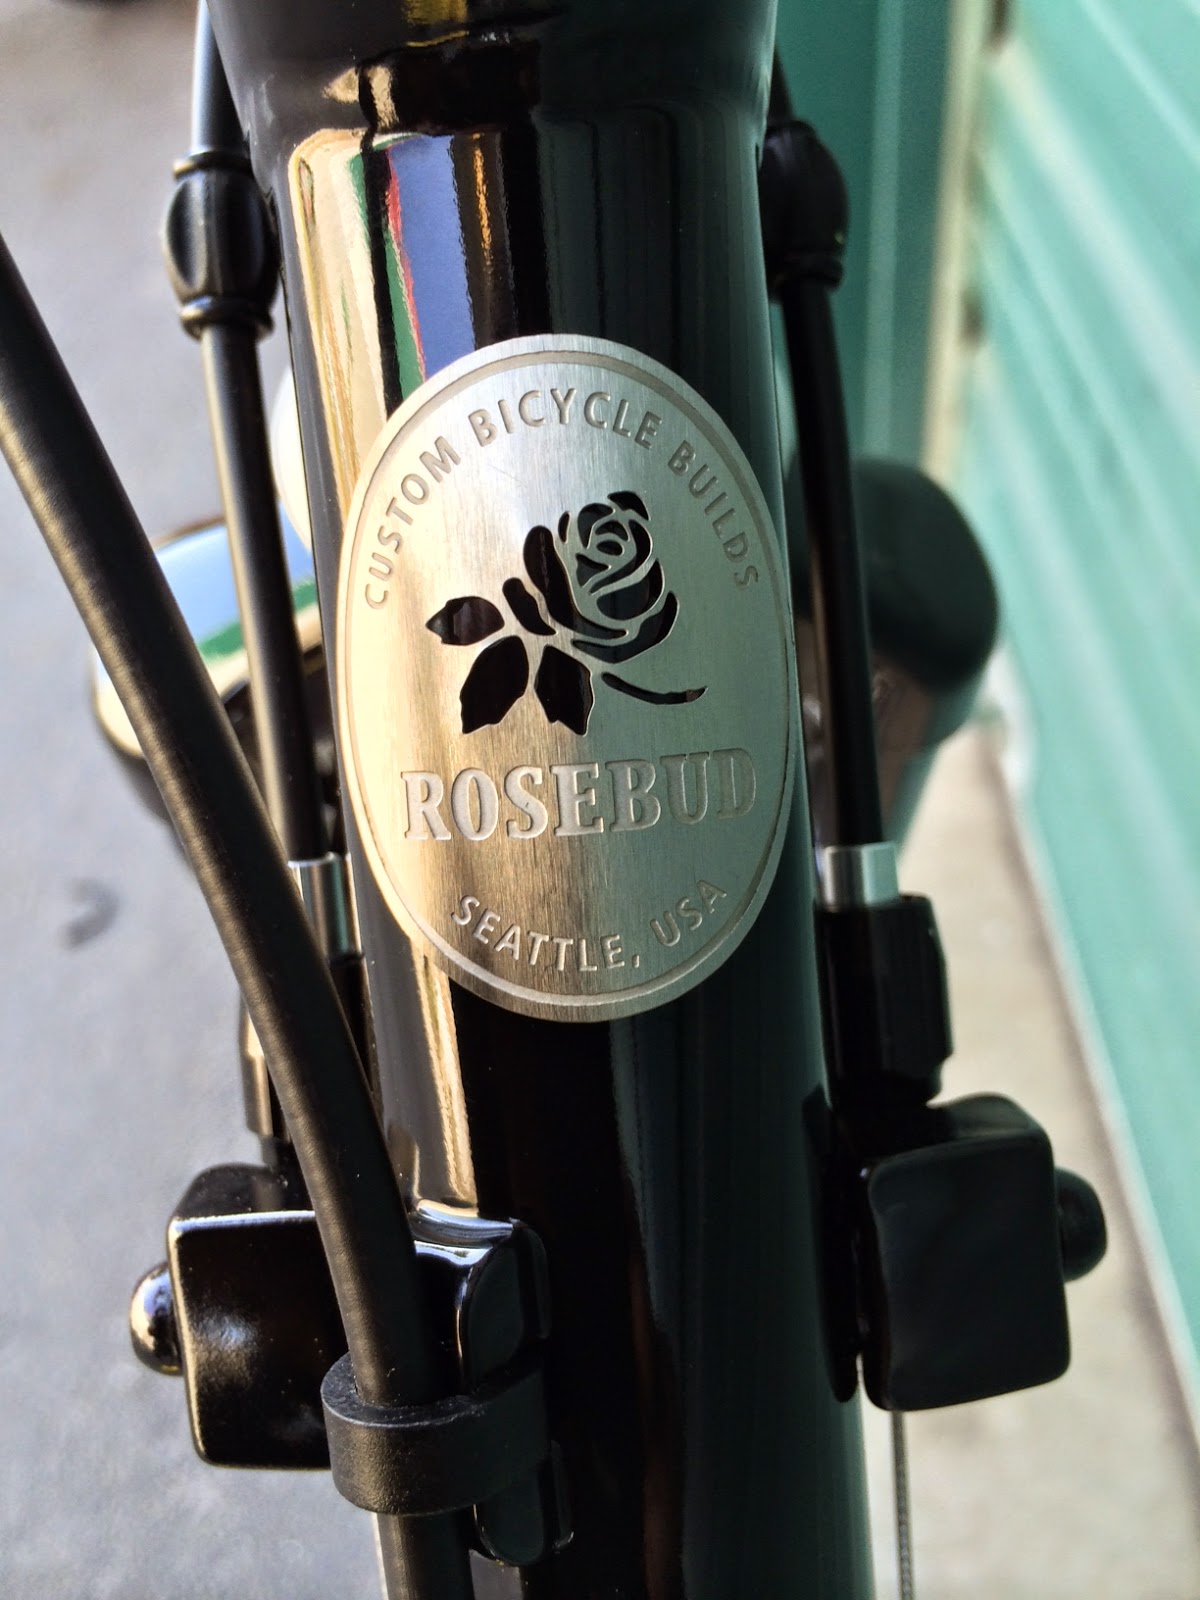 CUSTOM BICYCLE BUILDS
ROSEBUD
SEATTLE, USA